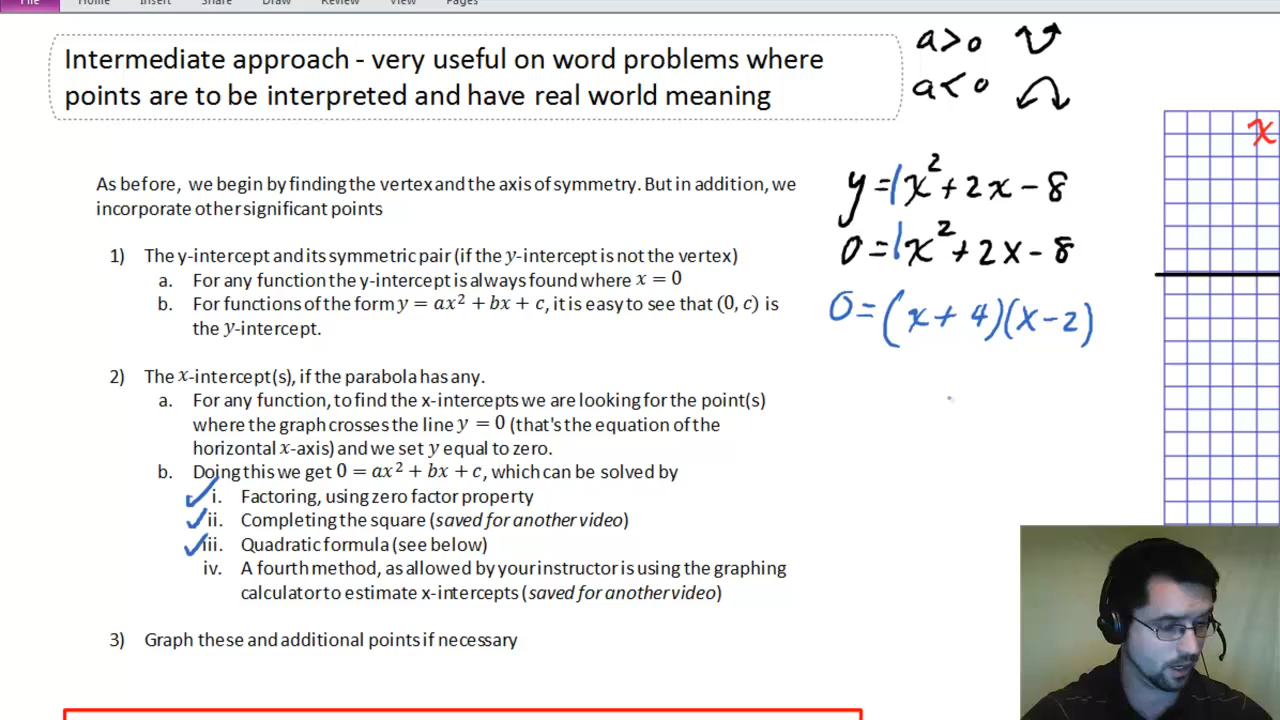 File Home Insert Share Draw Review View Pages
Intermediate approach - very useful on word problems where
points are to be interpreted and have real world meaning
a>0
a<0
As before, we begin by finding the vertex and the axis of symmetry. But in addition, we
incorporate other significant points
1) The y-intercept and its symmetric pair (if the y-intercept is not the vertex)
a. For any function the y-intercept is always found where x = 0
b. For functions of the form y = ax² + bx + c, it is easy to see that (0, c) is
the y-intercept.
2) The x-intercept(s), if the parabola has any.
a. For any function, to find the x-intercepts we are looking for the point(s)
where the graph crosses the line y = 0 (that's the equation of the
horizontal x-axis) and we set y equal to zero.
b. Doing this we get 0 = ax² + bx + c, which can be solved by
i. Factoring, using zero factor property
ii. Completing the square (saved for another video)
iii. Quadratic formula (see below)
iv. A fourth method, as allowed by your instructor is using the graphing
calculator to estimate x-intercepts (saved for another video)
3) Graph these and additional points if necessary
y = 1x² + 2x - 8
0 = 1x² + 2x - 8
0 = (x + 4)(x - 2)
x